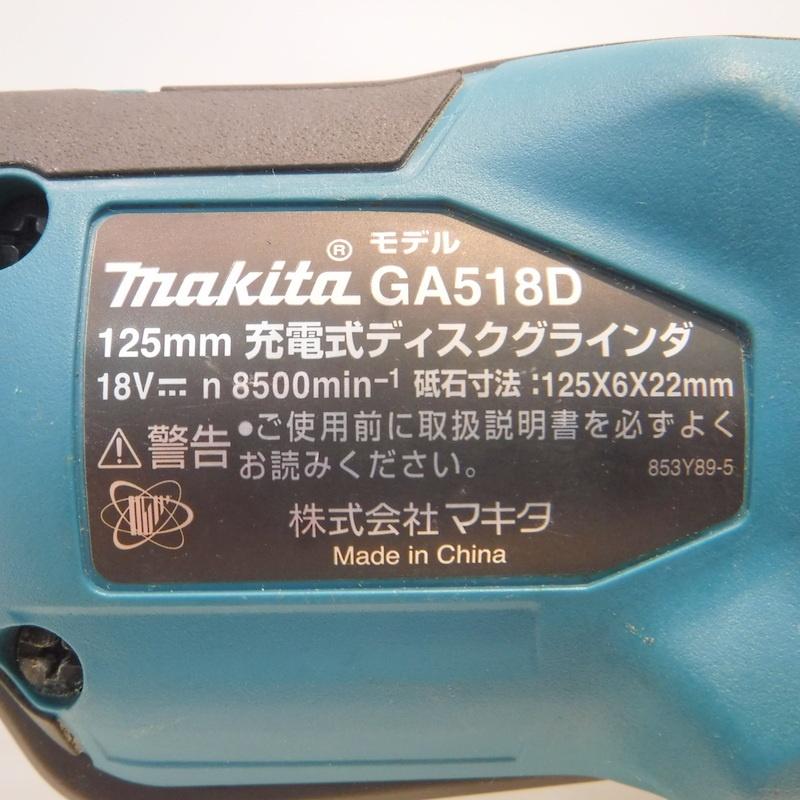 モデル
makita® GA518D
125mm 充電式ディスクグラインダ
18V⎓ n 8500min⁻¹ 砥石寸法:125X6X22mm
⚠警告 •ご使用前に取扱説明書を必ずよく
お読みください。 853Y89-5
株式会社 マキタ
Made in China